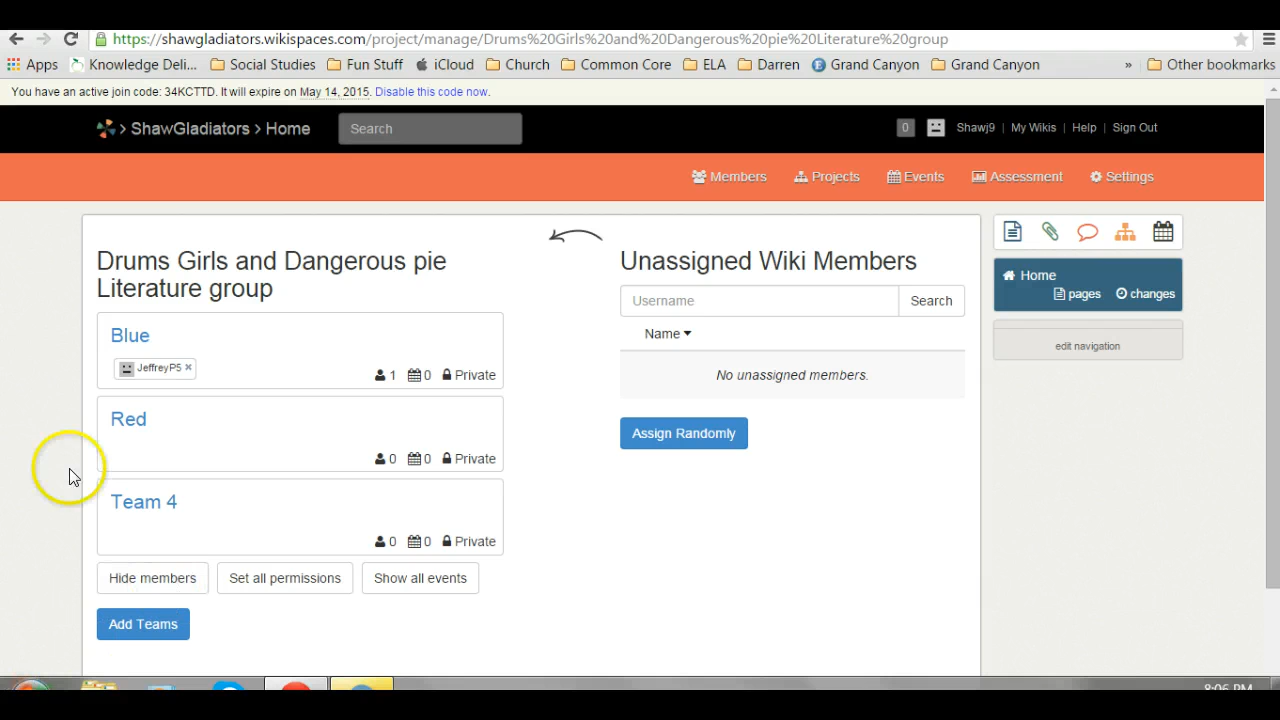 https://shawgladiators.wikispaces.com/project/manage/Drums%20Girls%20and%20Dangerous%20pie%20Literature%20group
Apps Knowledge Deli... Social Studies Fun Stuff iCloud Church Common Core ELA Darren Grand Canyon Grand Canyon » Other bookmarks
You have an active join code: 34KCTTD. It will expire on May 14, 2015. Disable this code now.
> ShawGladiators > Home Search 0 Shawj9 | My Wikis | Help | Sign Out
Members Projects Events Assessment Settings
Drums Girls and Dangerous pie
Literature group
Unassigned Wiki Members
Username Search
Name
No unassigned members.
Assign Randomly
Blue
JeffreyP5 × 1 0 Private
Red
0 0 Private
Team 4
0 0 Private
Hide members Set all permissions Show all events
Add Teams
Home
pages changes
edit navigation
8:06 PM